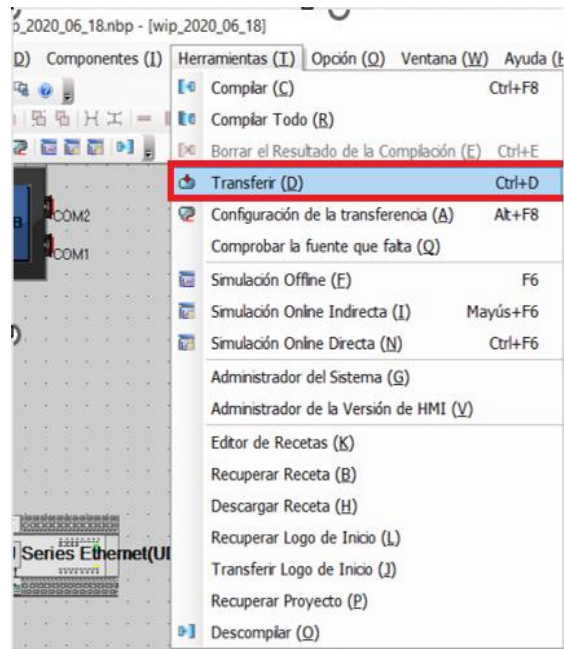 p_2020_06_18.nbp - [wip_2020_06_18]
D) Componentes (I) Herramientas (T) Opción (O) Ventana (W) Ayuda (H
Compilar (C) Ctrl+F8
Compilar Todo (R)
Borrar el Resultado de la Compilación (E) Ctrl+E
Transferir (D) Ctrl+D
Configuración de la transferencia (A) Alt+F8
Comprobar la fuente que falta (Q)
Simulación Offline (F) F6
Simulación Online Indirecta (I) Mayús+F6
Simulación Online Directa (N) Ctrl+F6
Administrador del Sistema (G)
Administrador de la Versión de HMI (V)
Editor de Recetas (K)
Recuperar Receta (B)
Descargar Receta (H)
Recuperar Logo de Inicio (L)
Transferir Logo de Inicio (J)
Recuperar Proyecto (P)
Descompilar (O)
B
COM2
COM1
Series Ethernet(UI